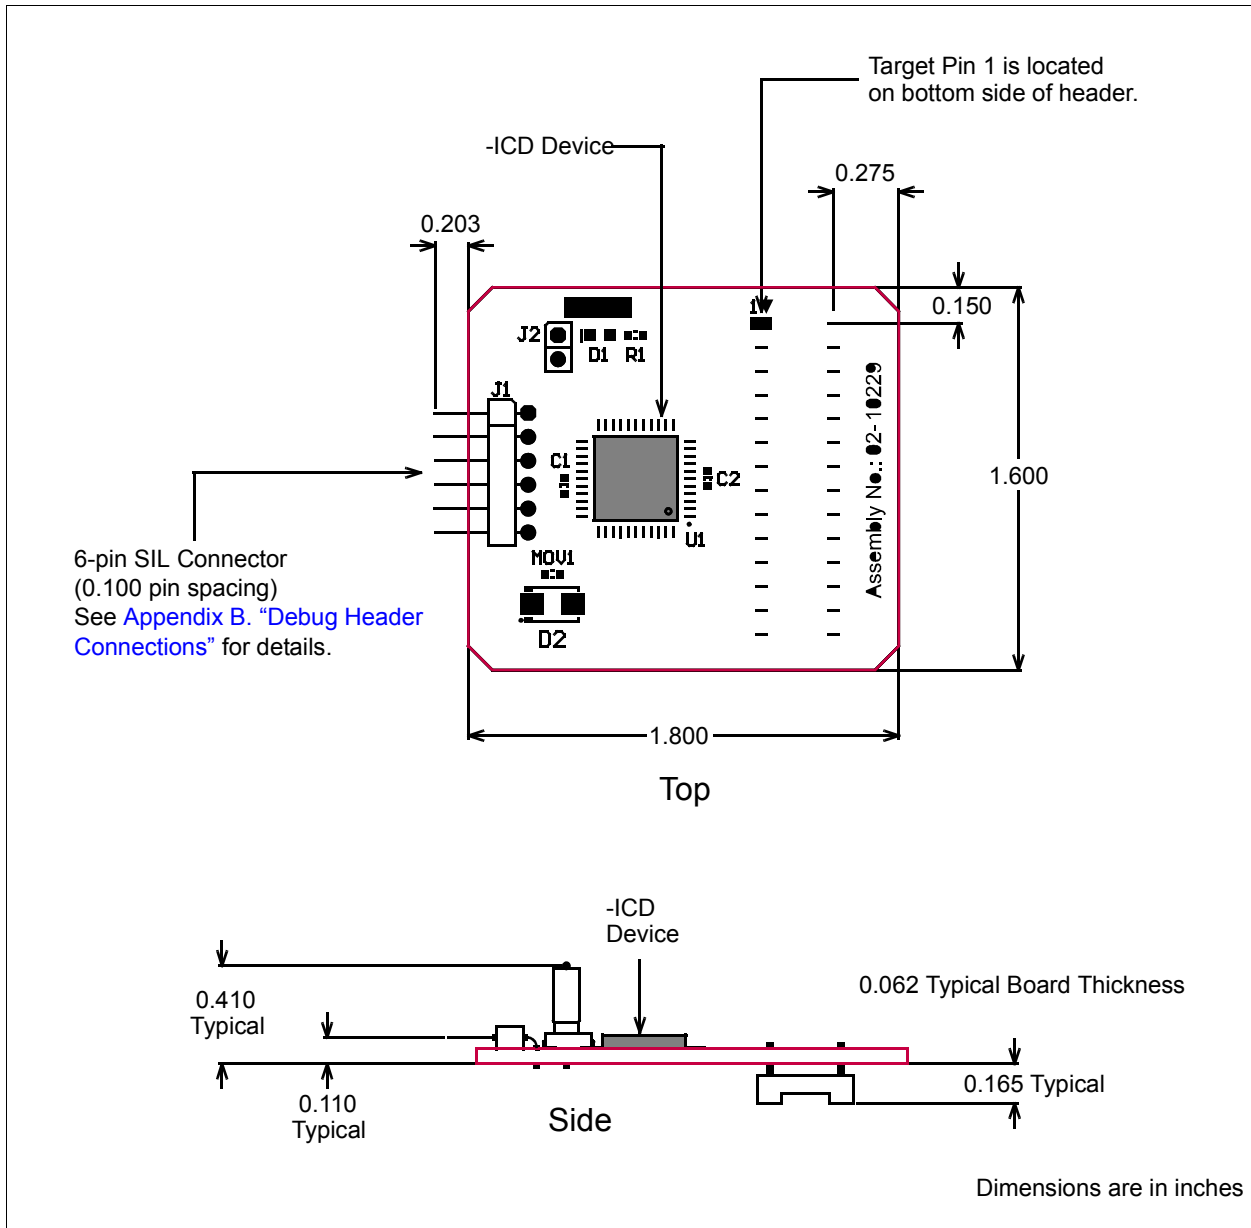 Target Pin 1 is located
on bottom side of header.
-ICD Device
0.275
0.203
0.150
1
J2
D1
R1
J1
C1
C2
U1
MOV1
D2
Assembly No.: 02-10229
1.600
6-pin SIL Connector
(0.100 pin spacing)
See Appendix B. “Debug Header
Connections” for details.
1.800
Top
-ICD
Device
0.062 Typical Board Thickness
0.410
Typical
0.110
Typical
0.165 Typical
Side
Dimensions are in inches